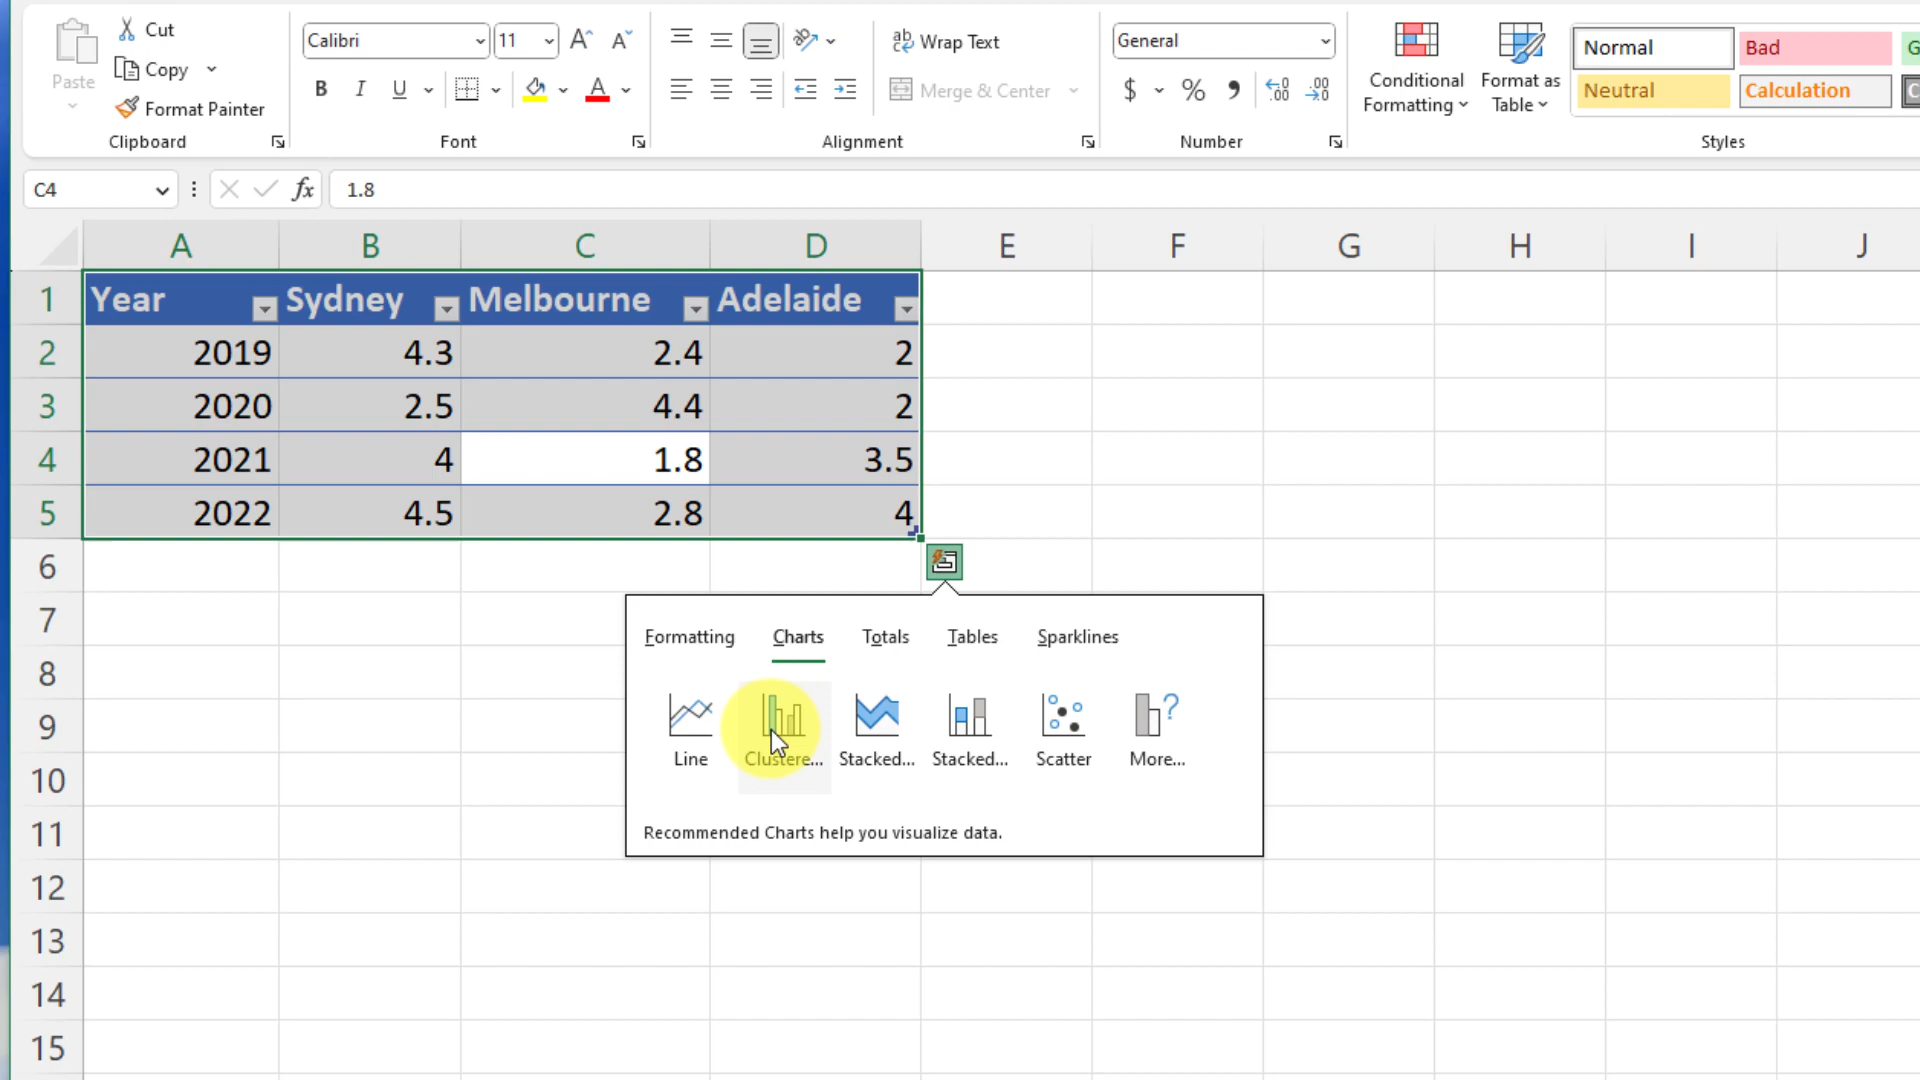 Cut
Calibri
11
Wrap Text
General
Conditional
Formatting
Format as
Table
Normal
Bad
G
Paste
Copy
B I U
A
Merge & Center
$ %
Neutral
Calculation
C
Format Painter
Clipboard
Font
Alignment
Number
Styles
C4
fx
1.8
A B C D E F G H I J
1 Year Sydney Melbourne Adelaide
2 2019 4.3 2.4 2
3 2020 2.5 4.4 2
4 2021 4 1.8 3.5
5 2022 4.5 2.8 4
6
7
Formatting Charts Totals Tables Sparklines
8
9
Line Clustere... Stacked... Stacked... Scatter More...
10
11
Recommended Charts help you visualize data.
12
13
14
15